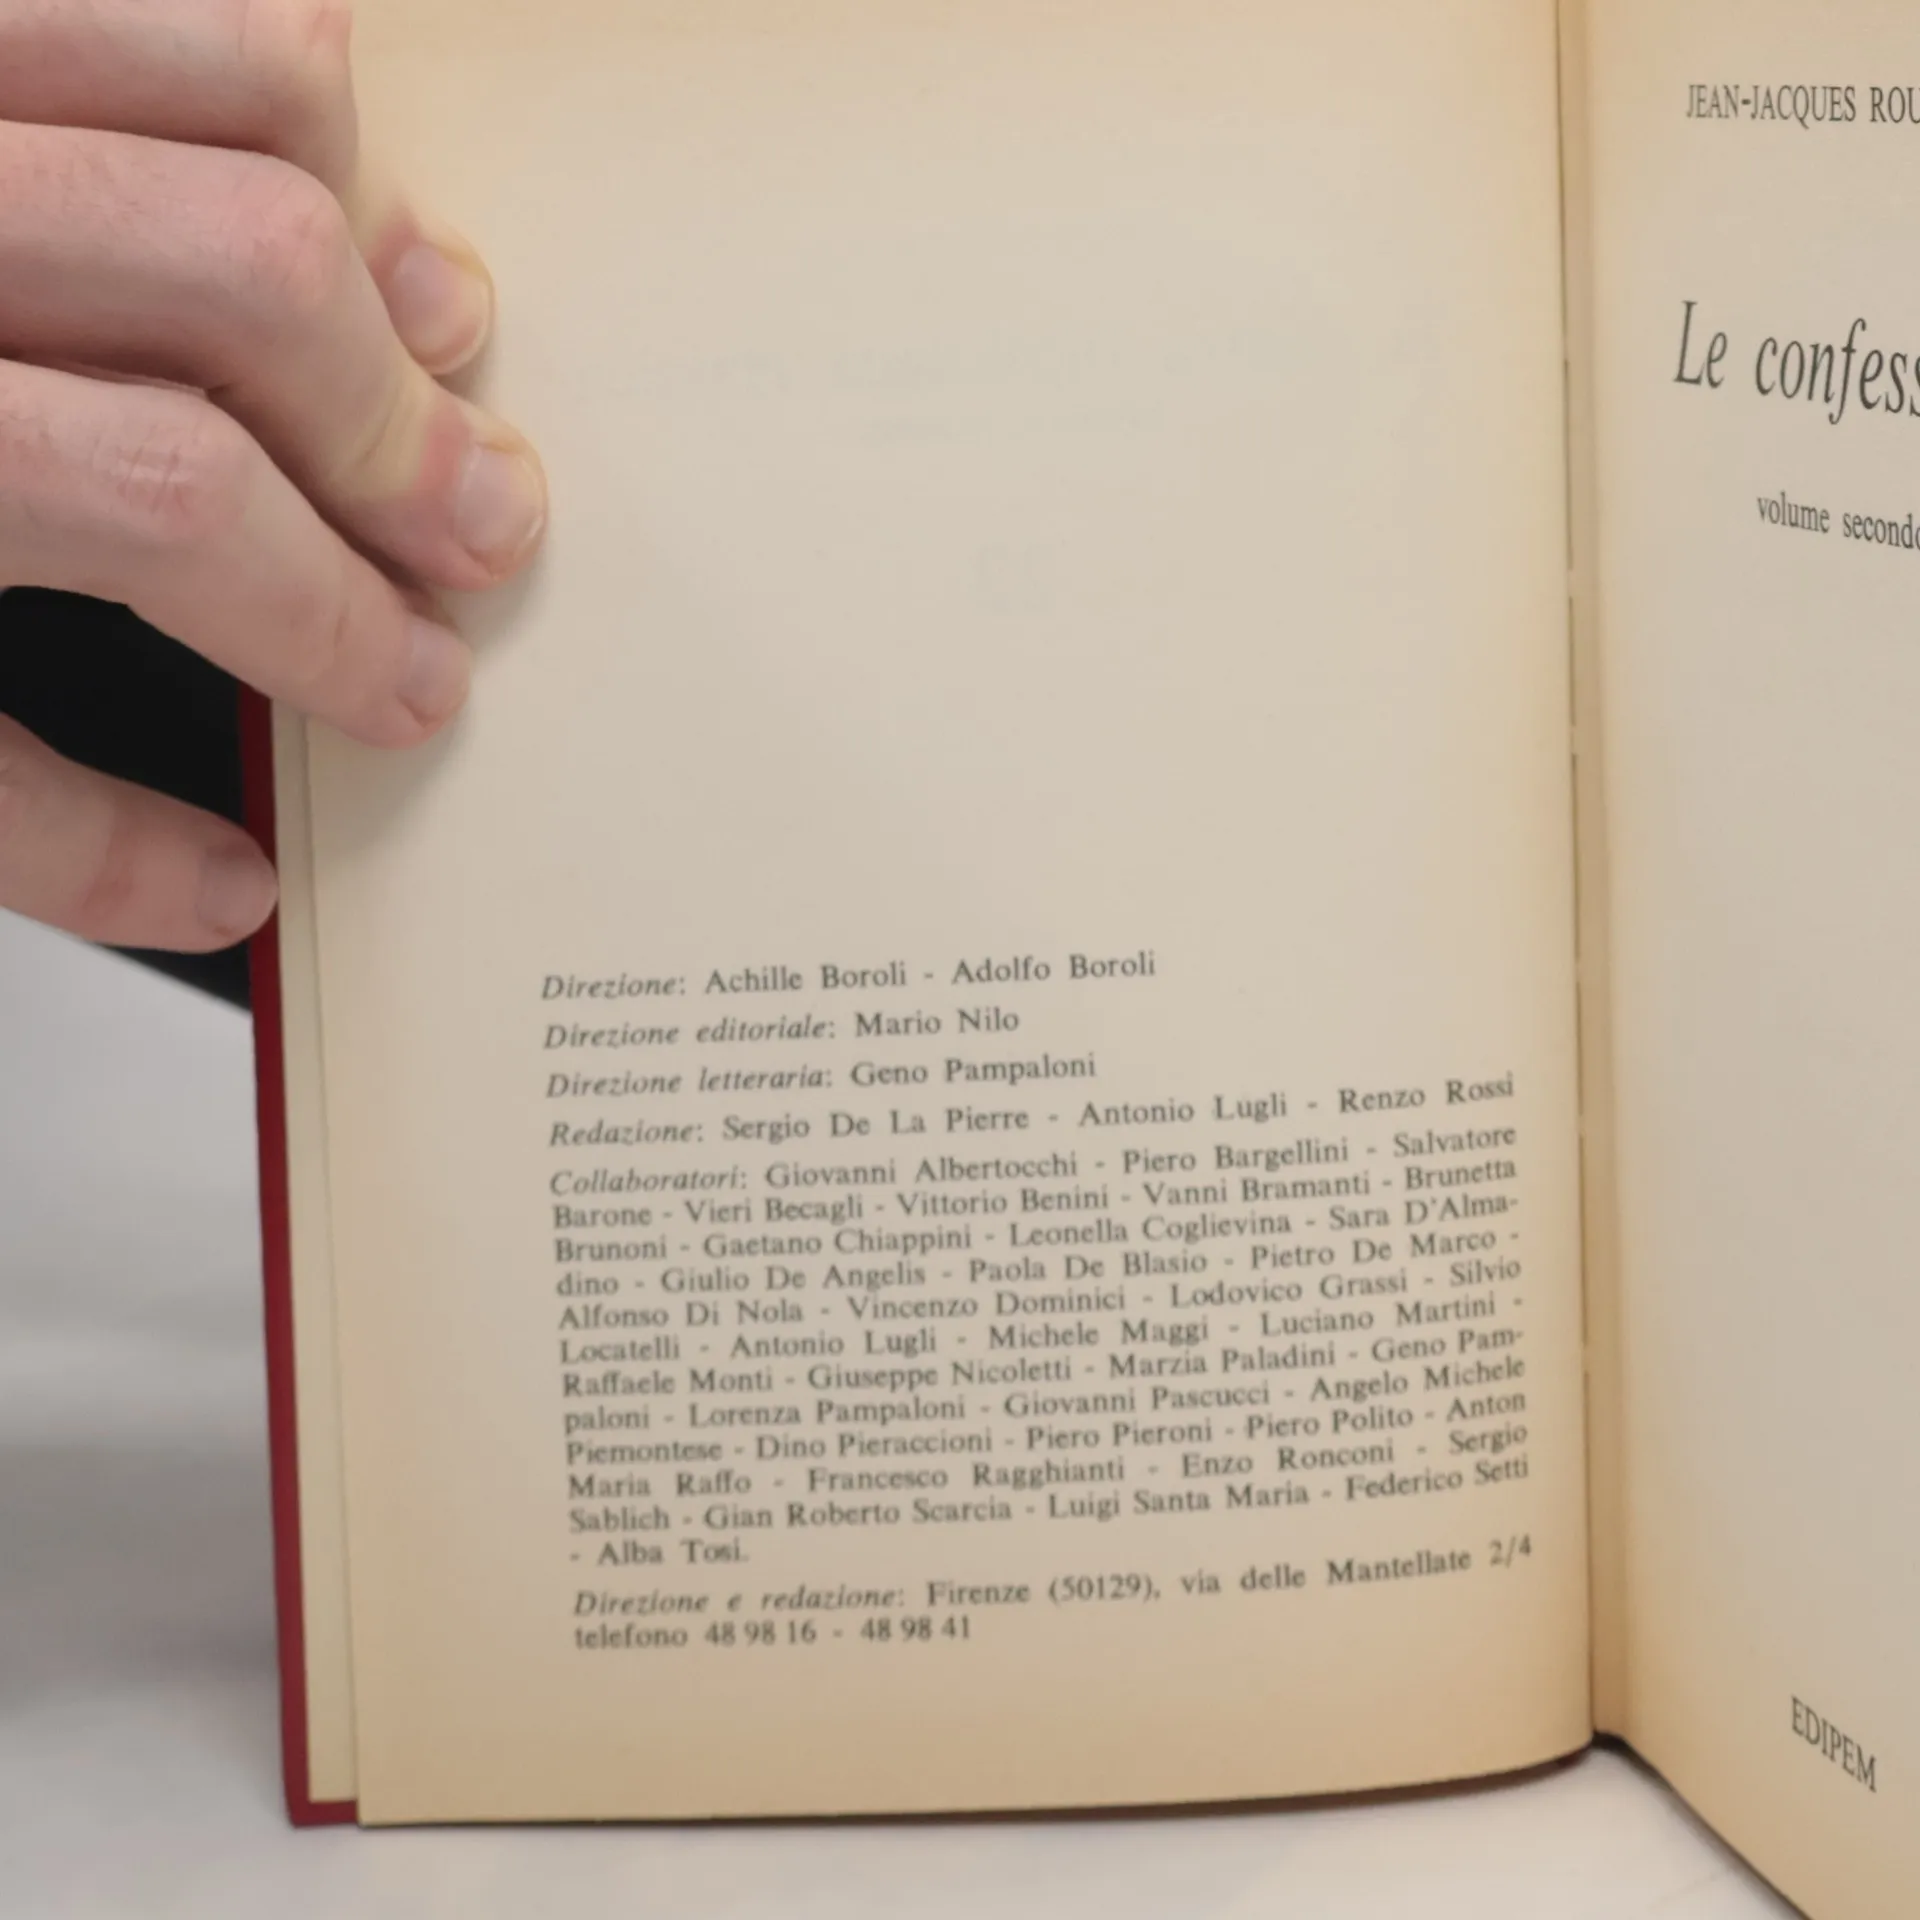 Direzione: Achille Boroli - Adolfo Boroli
Direzione editoriale: Mario Nilo
Direzione letteraria: Geno Pampaloni
Redazione: Sergio De La Pierre - Antonio Lugli - Renzo Rossi
Collaboratori: Giovanni Albertocchi - Piero Bargellini - Salvatore
Barone - Vieri Becagli - Vittorio Benini - Vanni Bramanti - Brunetta
Brunoni - Gaetano Chiappini - Leonella Coglievina - Sara D'Alma-
dino - Giulio De Angelis - Paola De Blasio - Pietro De Marco -
Alfonso Di Nola - Vincenzo Dominici - Lodovico Grassi - Silvio
Locatelli - Antonio Lugli - Michele Maggi - Luciano Martini -
Raffaele Monti - Giuseppe Nicoletti - Marzia Paladini - Geno Pam-
paloni - Lorenza Pampaloni - Giovanni Pascucci - Angelo Michele
Piemontese - Dino Pieraccioni - Piero Pieroni - Piero Polito - Anton
Maria Raffo - Francesco Ragghianti - Enzo Ronconi - Sergio
Sablich - Gian Roberto Scarcia - Luigi Santa Maria - Federico Setti
- Alba Tosi.
Direzione e redazione: Firenze (50129), via delle Mantellate 2/4
telefono 48 98 16 - 48 98 41
JEAN-JACQUES ROU
Le confess
volume secondo
EDIPEM